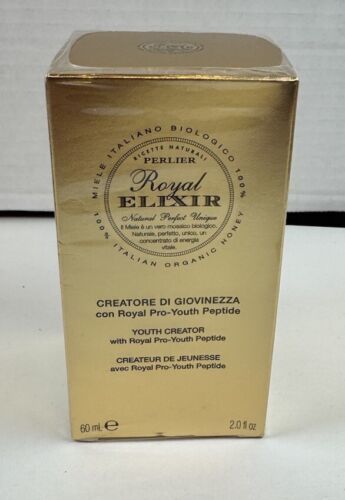 100% MIELE ITALIANO BIOLOGICO 100%
RICETTE NATURALI
PERLIER
Royal
ELIXIR
Natural Perfect Unique
Il Miele è un vero mosaico biologico.
Naturale, perfetto, unico, un
concentrato di energia
vitale.
ITALIAN ORGANIC HONEY
CREATORE DI GIOVINEZZA
con Royal Pro-Youth Peptide
YOUTH CREATOR
with Royal Pro-Youth Peptide
CREATEUR DE JEUNESSE
avec Royal Pro-Youth Peptide
60 mL e
2.0 fl oz